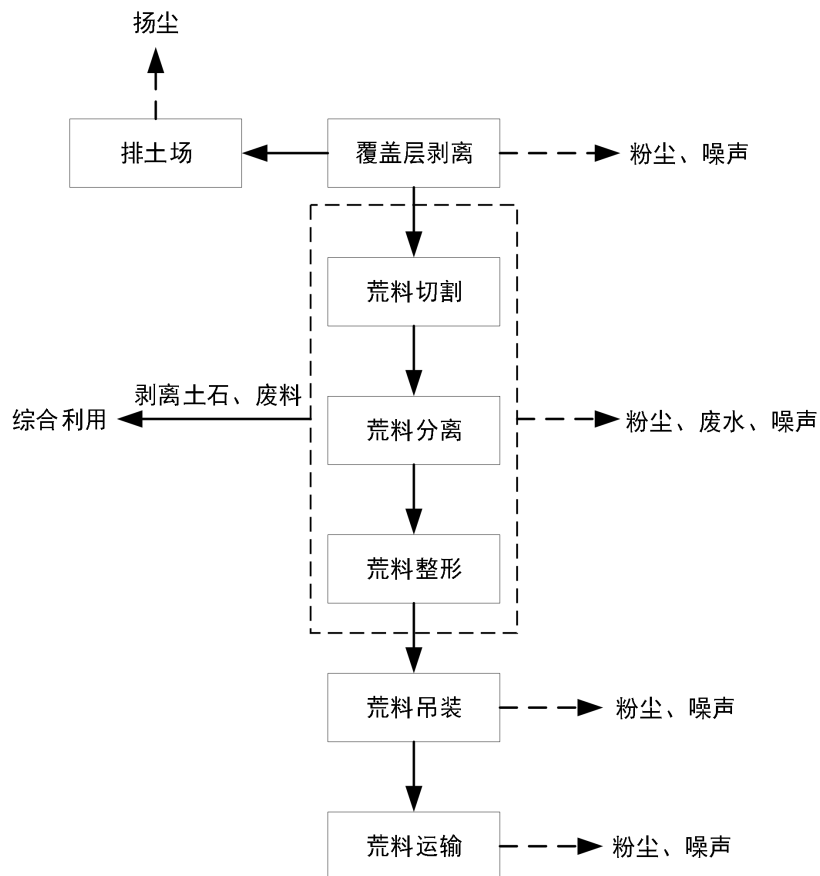 扬尘
排土场
覆盖层剥离
粉尘、噪声
荒料切割
剥离土石、废料
综合利用
荒料分离
粉尘、废水、噪声
荒料整形
荒料吊装
粉尘、噪声
荒料运输
粉尘、噪声